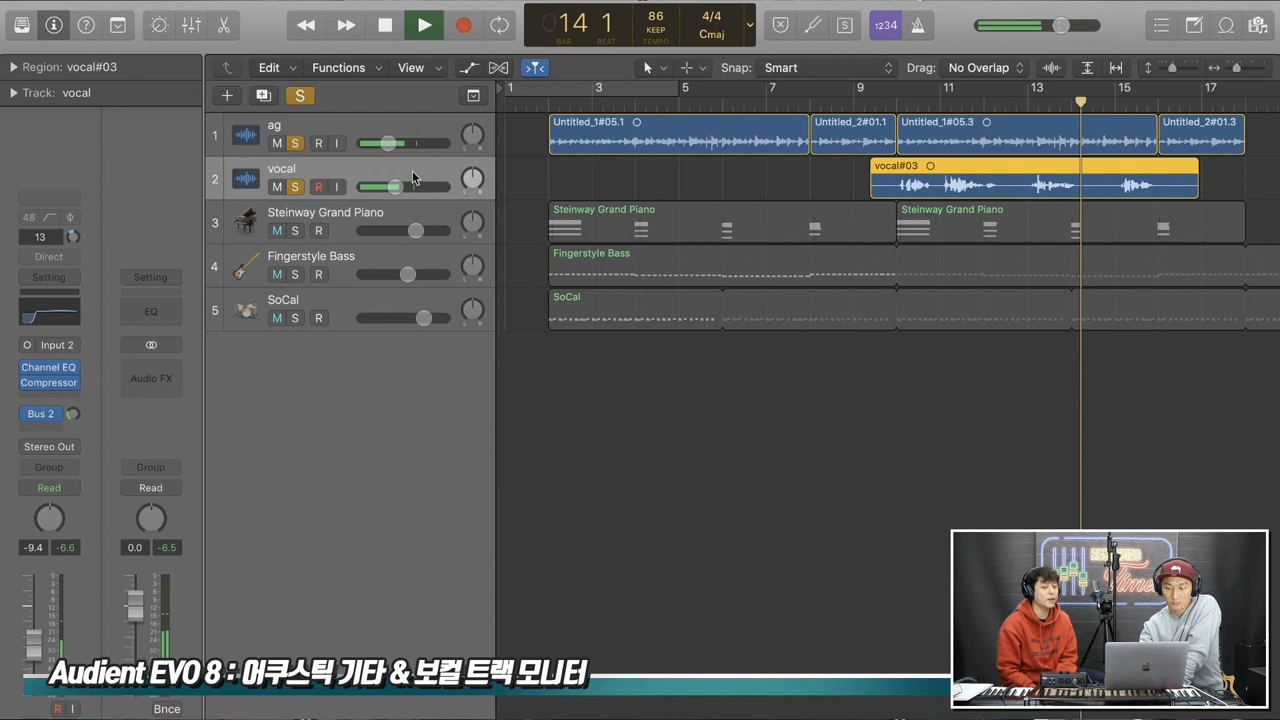 14 1
BAR BEAT
86
KEEP
TEMPO
4/4
Cmaj
S
1234
Region: vocal#03
Track: vocal
Edit
Functions
View
Snap: Smart
Drag: No Overlap
S
1 3 5 7 9 11 13 15 17
1
ag
M S R I
Untitled_1#05.1
Untitled_2#01.1
Untitled_1#05.3
Untitled_2#01.3
2
vocal
M S R I
vocal#03
3
Steinway Grand Piano
M S R
Steinway Grand Piano
Steinway Grand Piano
4
Fingerstyle Bass
M S R
Fingerstyle Bass
5
SoCal
M S R
SoCal
48
13
Direct
Setting
Setting
EQ
Input 2
Channel EQ
Compressor
Audio FX
Bus 2
Stereo Out
Group
Group
Read
Read
-9.4 -6.6
0.0 -6.5
R I
Bnce
Audient EVO 8 : 어쿠스틱 기타 & 보컬 트랙 모니터